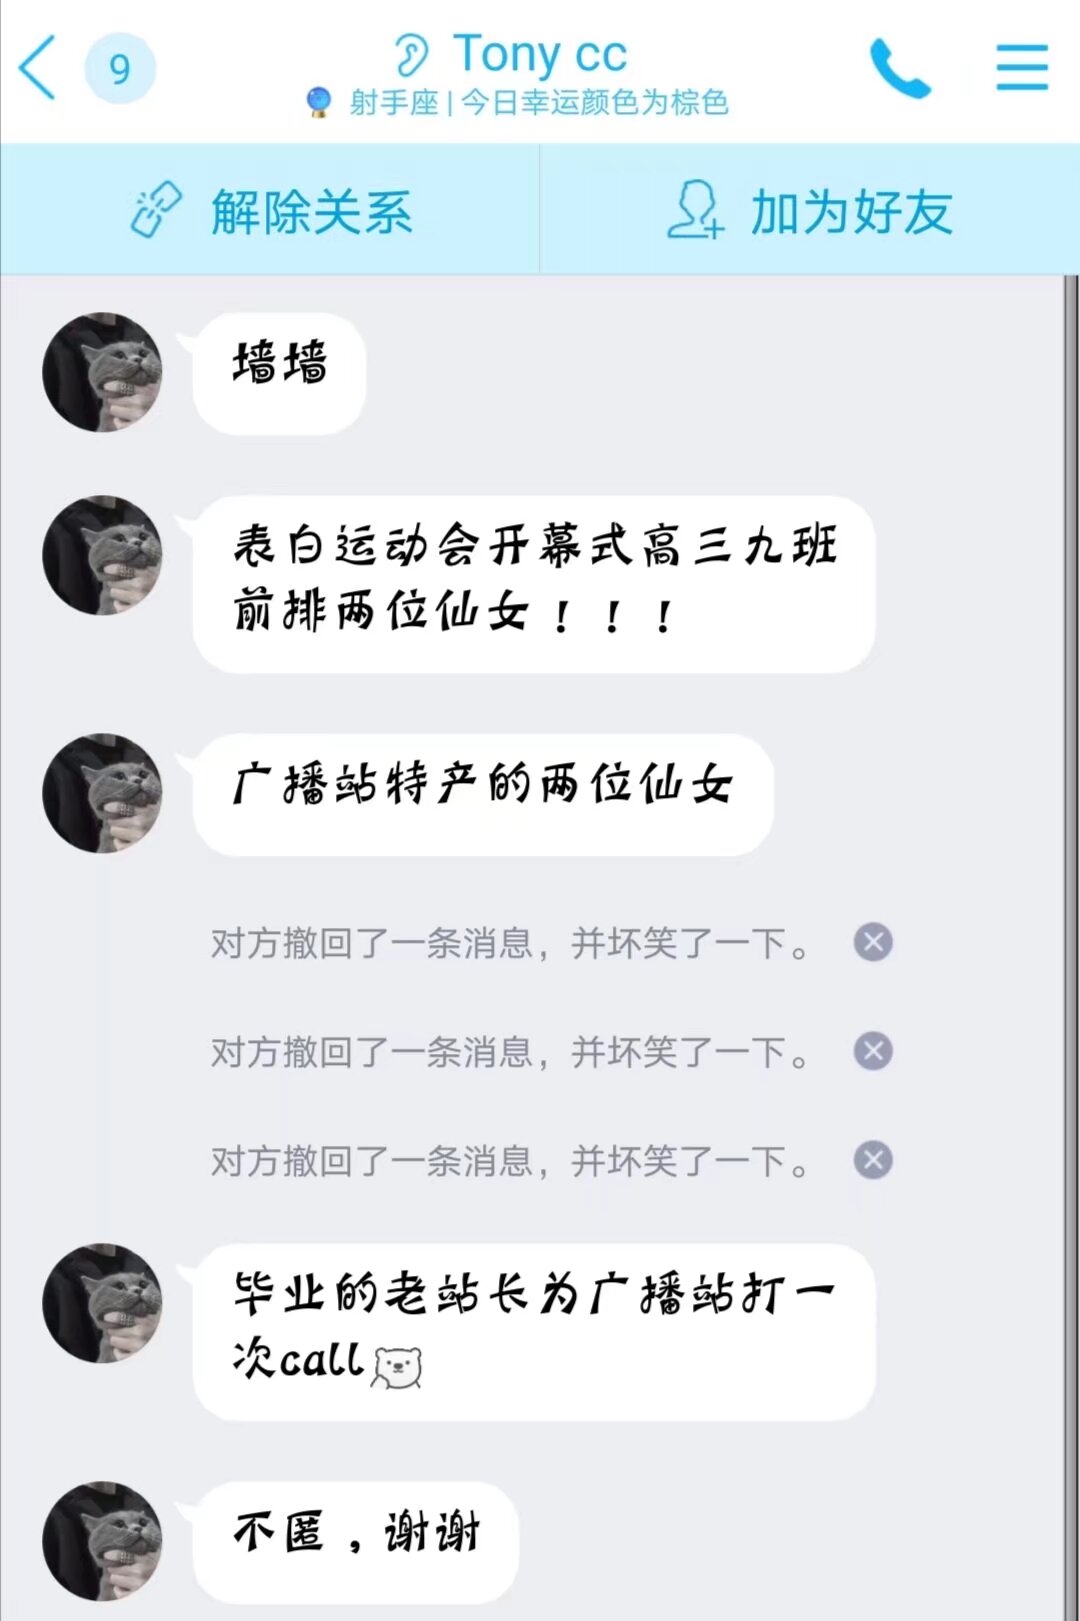 9
Tony cc
射手座 | 今日幸运颜色为棕色
解除关系
加为好友
墙墙
表白运动会开幕式高三九班
前排两位仙女！！！
广播站特产的两位仙女
对方撤回了一条消息，并坏笑了一下。
对方撤回了一条消息，并坏笑了一下。
对方撤回了一条消息，并坏笑了一下。
毕业的老站长为广播站打一
次call
不匿，谢谢